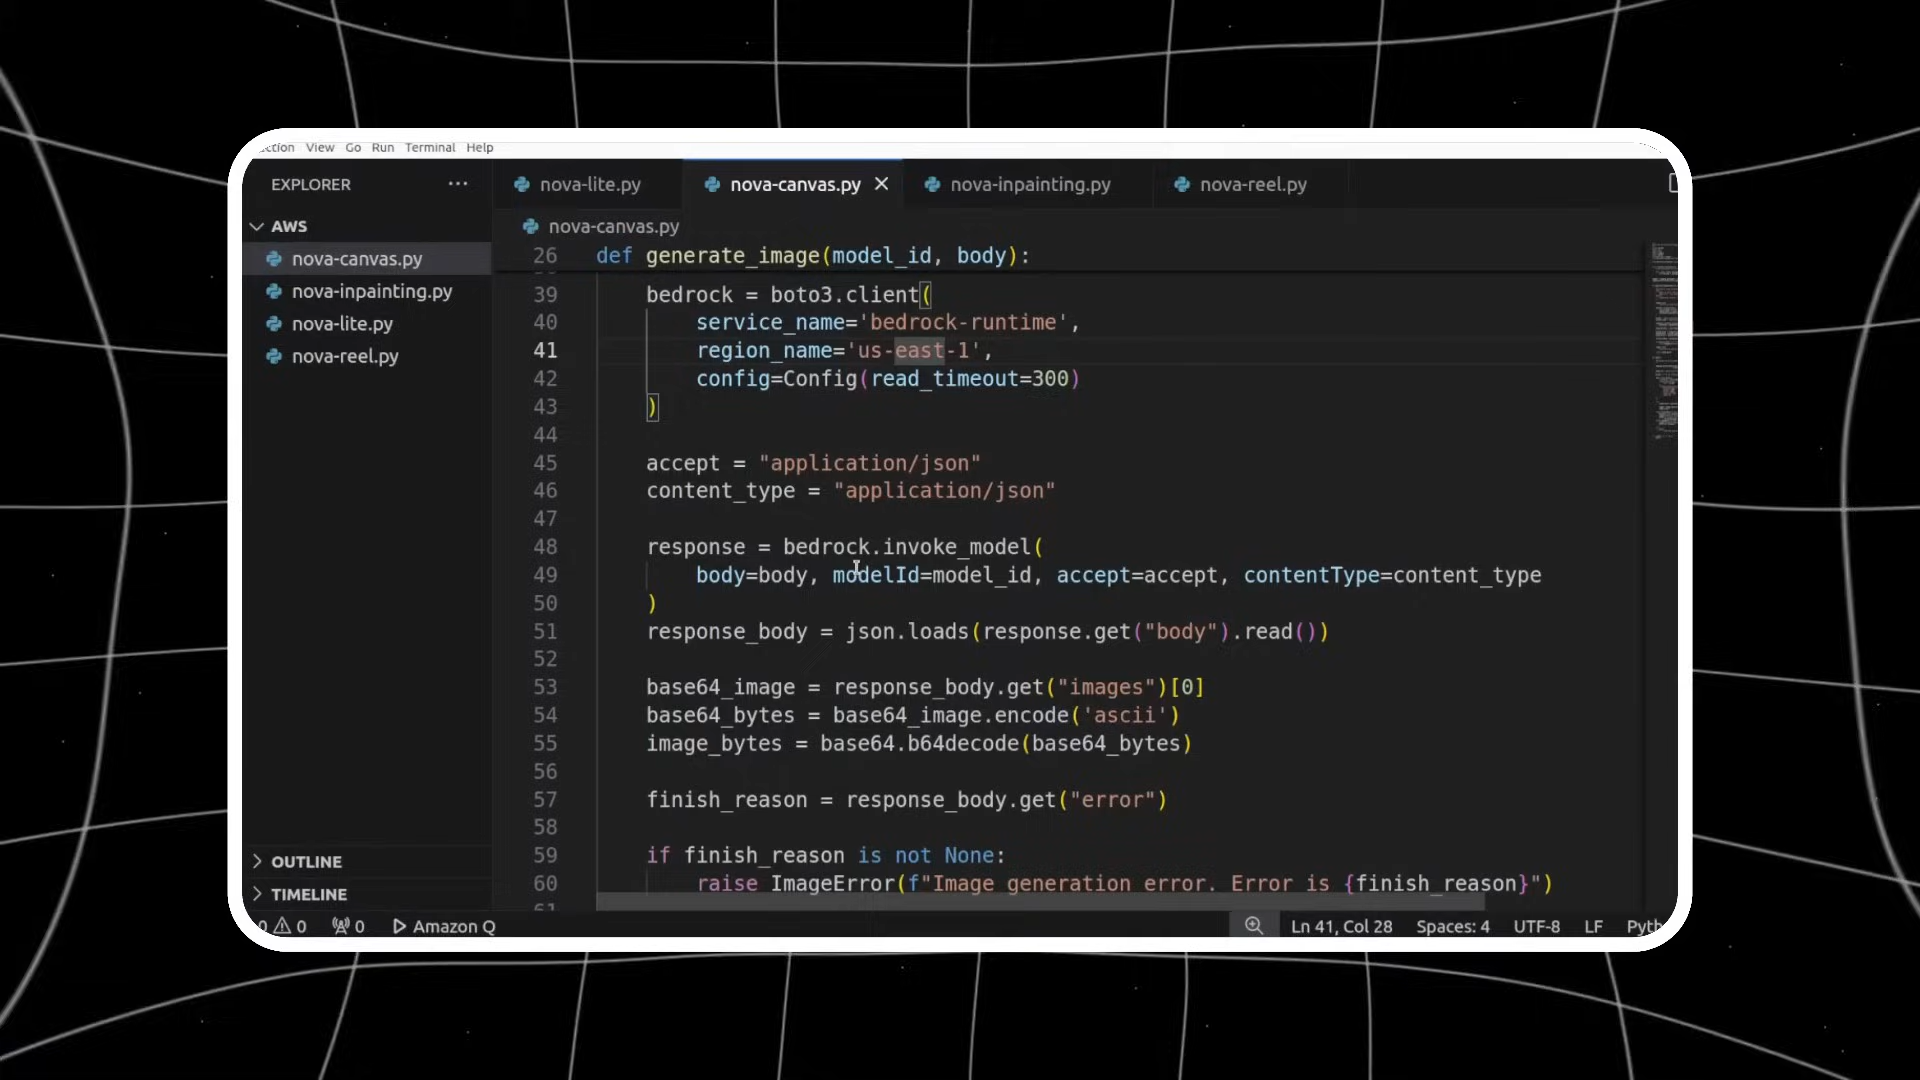 ction View Go Run Terminal Help
EXPLORER ···
AWS
nova-canvas.py
nova-inpainting.py
nova-lite.py
nova-reel.py
OUTLINE
TIMELINE
nova-lite.py nova-canvas.py nova-inpainting.py nova-reel.py
nova-canvas.py
26 def generate_image(model_id, body):
39 bedrock = boto3.client(
40 service_name='bedrock-runtime',
41 region_name='us-east-1',
42 config=Config(read_timeout=300)
43 )
44
45 accept = "application/json"
46 content_type = "application/json"
47
48 response = bedrock.invoke_model(
49 body=body, modelId=model_id, accept=accept, contentType=content_type
50 )
51 response_body = json.loads(response.get("body").read())
52
53 base64_image = response_body.get("images")[0]
54 base64_bytes = base64_image.encode('ascii')
55 image_bytes = base64.b64decode(base64_bytes)
56
57 finish_reason = response_body.get("error")
58
59 if finish_reason is not None:
60 raise ImageError(f"Image generation error. Error is {finish_reason}")
61
0 0 0 Amazon Q Ln 41, Col 28 Spaces: 4 UTF-8 LF Pyth